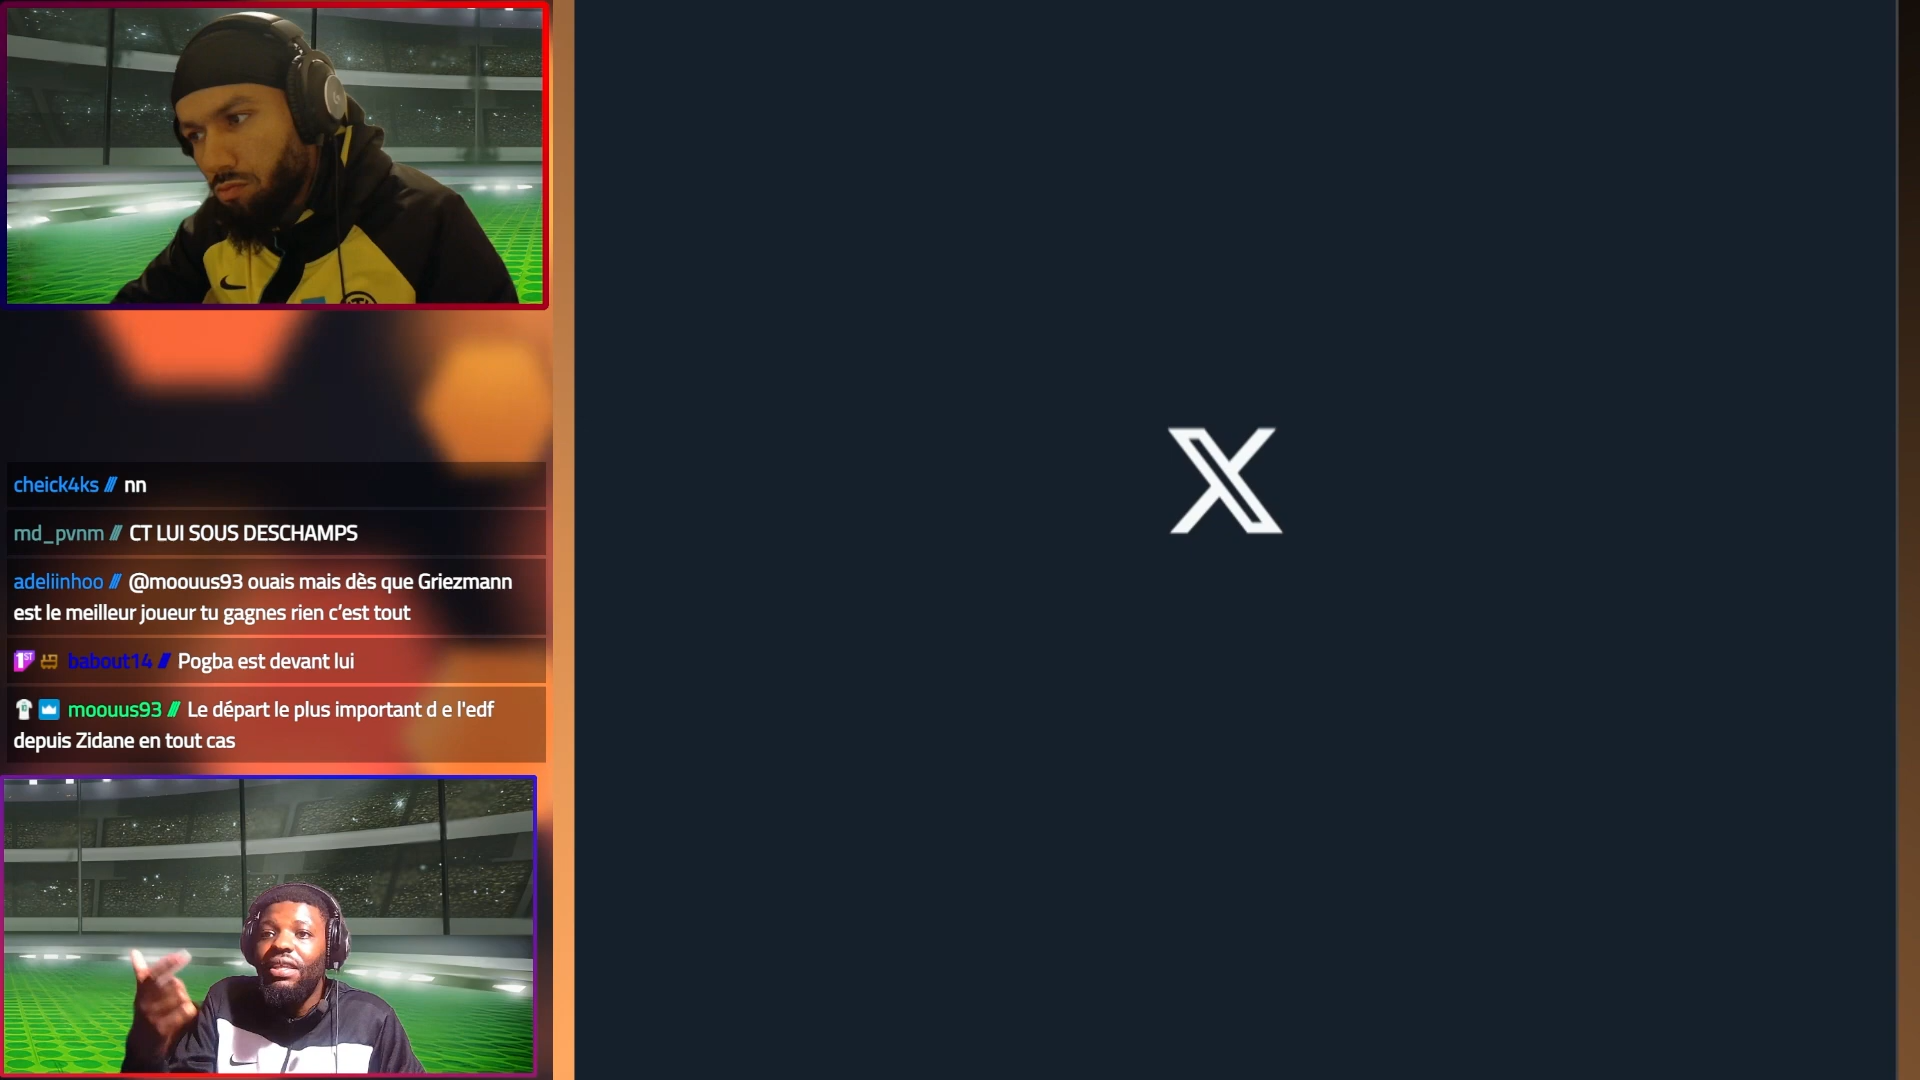 cheick4ks // nn
md_pvnm // CT LUI SOUS DESCHAMPS
adeliinhoo // @moouus93 ouais mais dès que Griezmann
est le meilleur joueur tu gagnes rien c’est tout
1ST babout14 // Pogba est devant lui
moouus93 // Le départ le plus important d e l'edf
depuis Zidane en tout cas